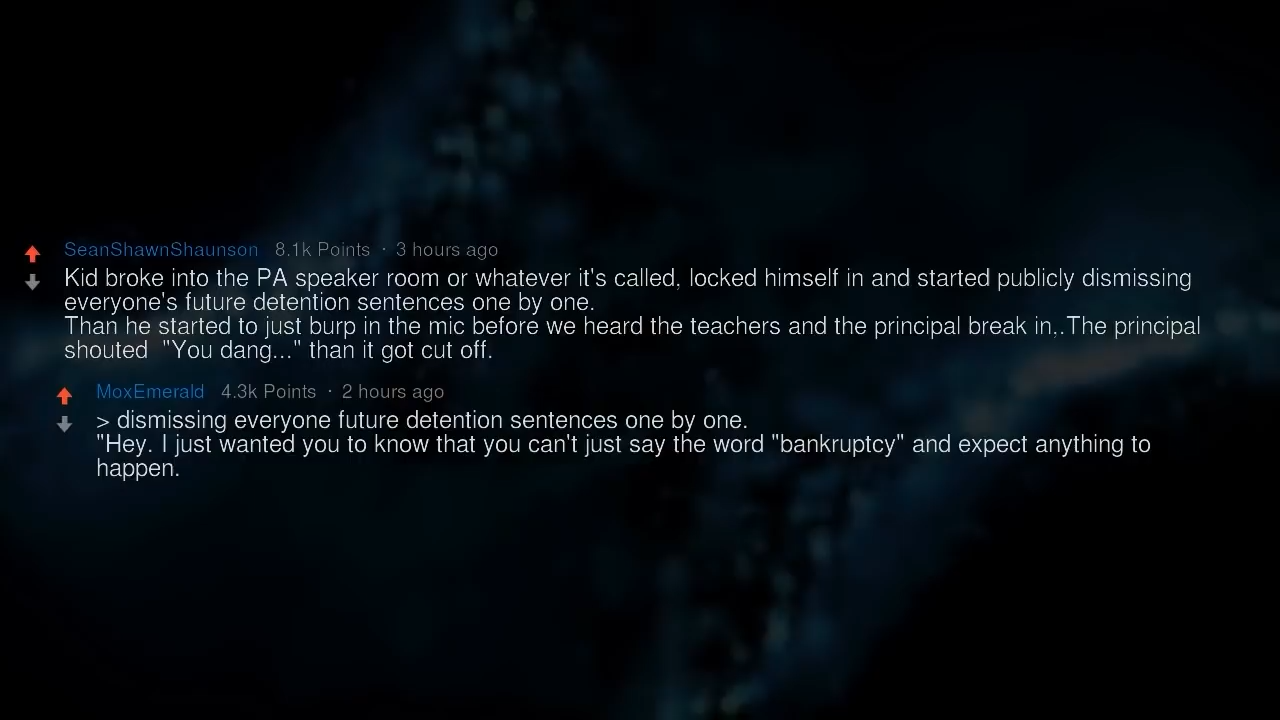 SeanShawnShaunson 8.1k Points · 3 hours ago
Kid broke into the PA speaker room or whatever it's called, locked himself in and started publicly dismissing
everyone's future detention sentences one by one.
Than he started to just burp in the mic before we heard the teachers and the principal break in,.The principal
shouted  "You dang..." than it got cut off.
MoxEmerald 4.3k Points · 2 hours ago
> dismissing everyone future detention sentences one by one.
"Hey. I just wanted you to know that you can't just say the word "bankruptcy" and expect anything to
happen.